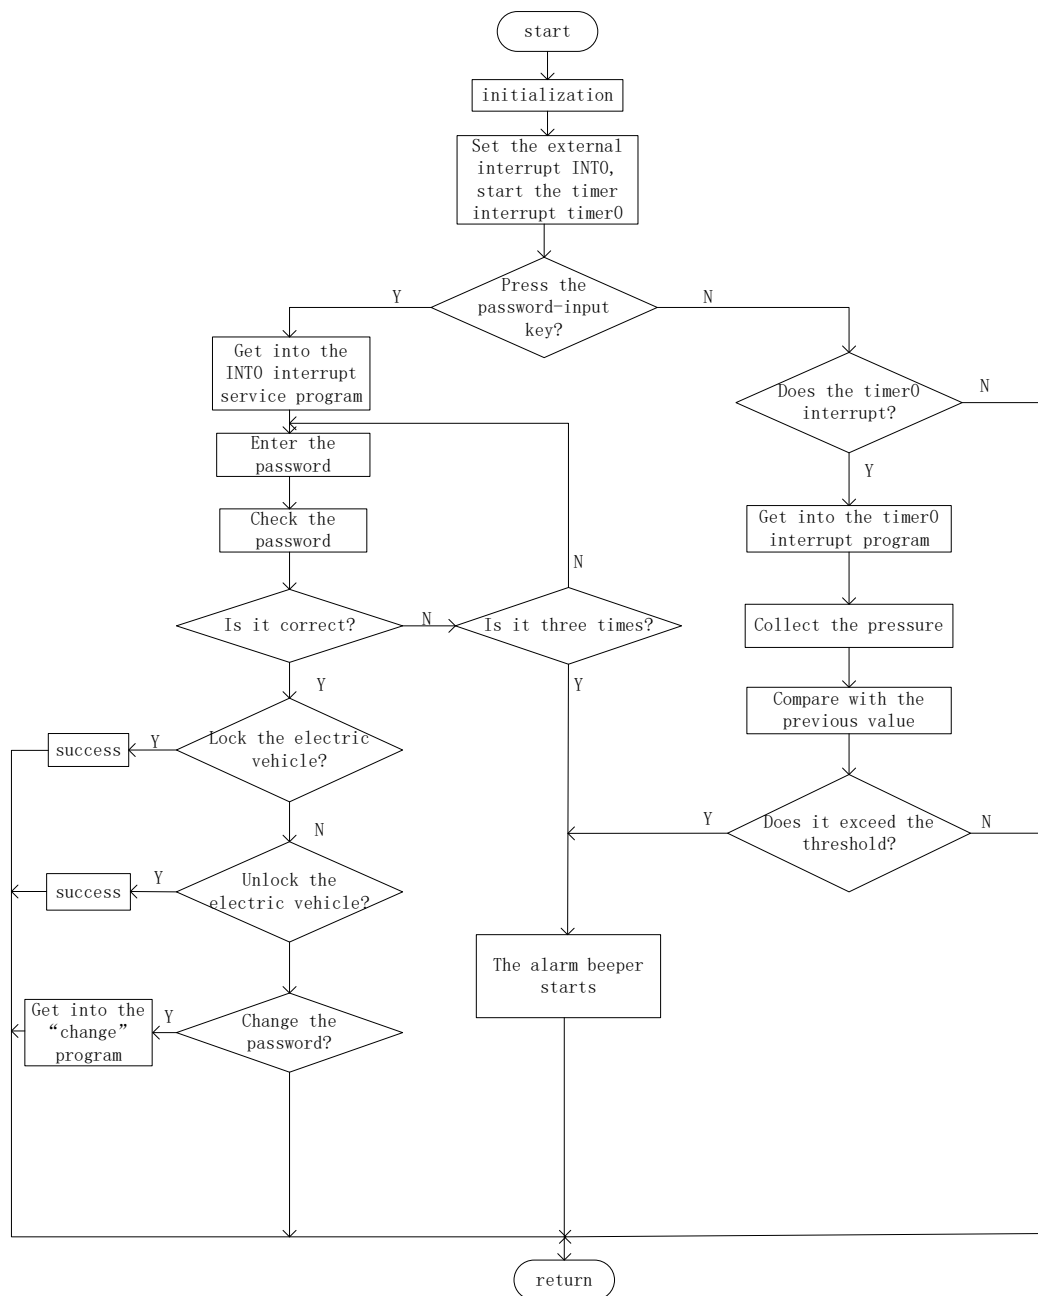 start
initialization
Set the external
interrupt INT0,
start the timer
interrupt timer0
Press the
password-input
key?
Y
N
Get into the
INT0 interrupt
service program
Does the timer0
interrupt?
N
Y
Enter the
password
Check the
password
Get into the timer0
interrupt program
N
Is it correct?
N
Is it three times?
Collect the pressure
Y
Y
Compare with the
previous value
Lock the electric
vehicle?
Y
success
N
Does it exceed the
threshold?
Y
N
Unlock the
electric vehicle?
Y
success
The alarm beeper
starts
Change the
password?
Y
Get into the
“change”
program
return